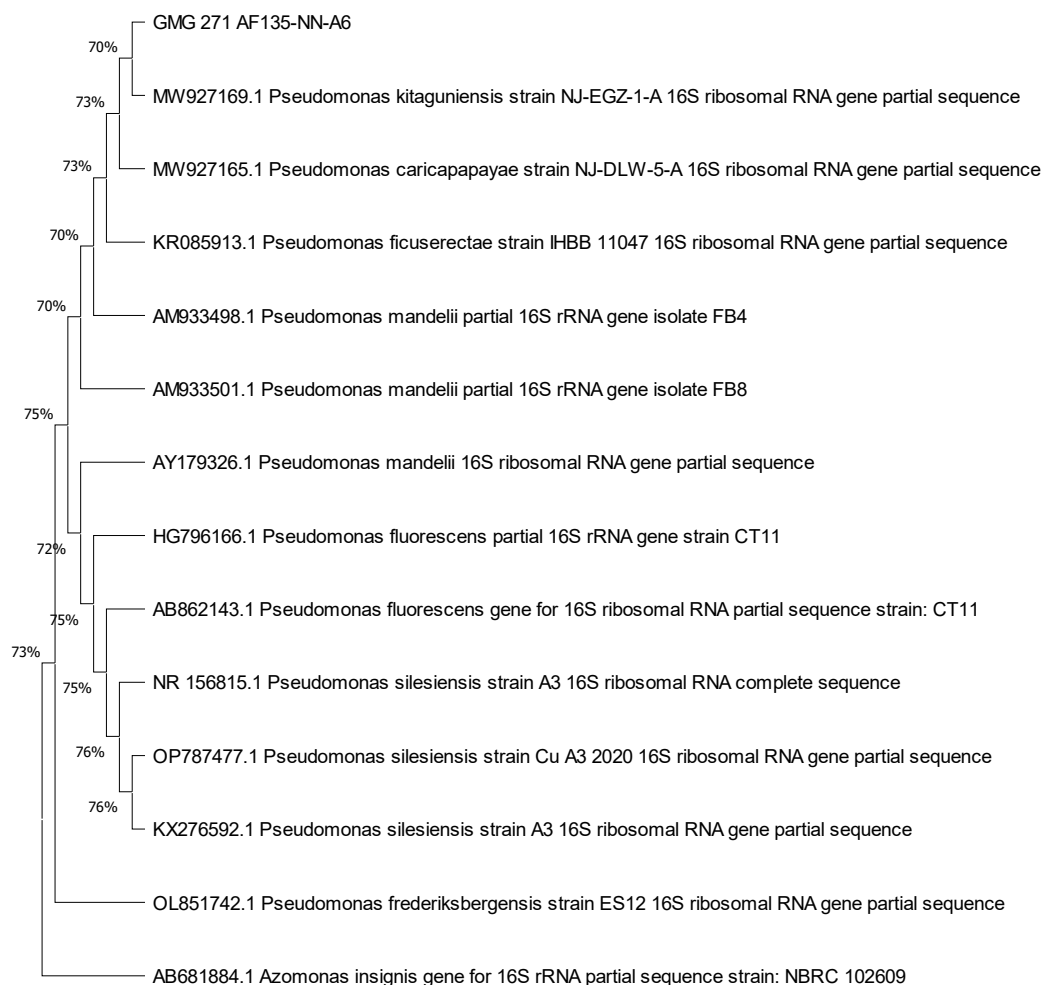 GMG 271 AF135-NN-A6
70%
MW927169.1 Pseudomonas kitaguniensis strain NJ-EGZ-1-A 16S ribosomal RNA gene partial sequence
73%
MW927165.1 Pseudomonas caricapapayae strain NJ-DLW-5-A 16S ribosomal RNA gene partial sequence
73%
KR085913.1 Pseudomonas ficuserectae strain IHBB 11047 16S ribosomal RNA gene partial sequence
70%
AM933498.1 Pseudomonas mandelii partial 16S rRNA gene isolate FB4
70%
AM933501.1 Pseudomonas mandelii partial 16S rRNA gene isolate FB8
75%
AY179326.1 Pseudomonas mandelii 16S ribosomal RNA gene partial sequence
HG796166.1 Pseudomonas fluorescens partial 16S rRNA gene strain CT11
72%
AB862143.1 Pseudomonas fluorescens gene for 16S ribosomal RNA partial sequence strain: CT11
75%
73%
NR 156815.1 Pseudomonas silesiensis strain A3 16S ribosomal RNA complete sequence
75%
76%
OP787477.1 Pseudomonas silesiensis strain Cu A3 2020 16S ribosomal RNA gene partial sequence
76%
KX276592.1 Pseudomonas silesiensis strain A3 16S ribosomal RNA gene partial sequence
OL851742.1 Pseudomonas frederiksbergensis strain ES12 16S ribosomal RNA gene partial sequence
AB681884.1 Azomonas insignis gene for 16S rRNA partial sequence strain: NBRC 102609